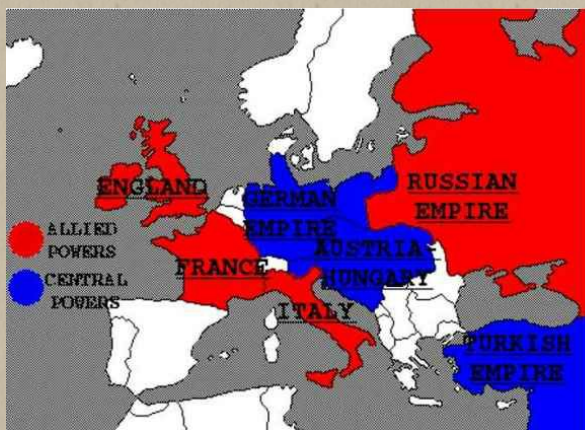 ENGLAND
GERMAN
EMPIRE
RUSSIAN
EMPIRE
ALLIED
POWERS
FRANCE
AUSTRIA-
HUNGARY
CENTRAL
POWERS
ITALY
TURKISH
EMPIRE